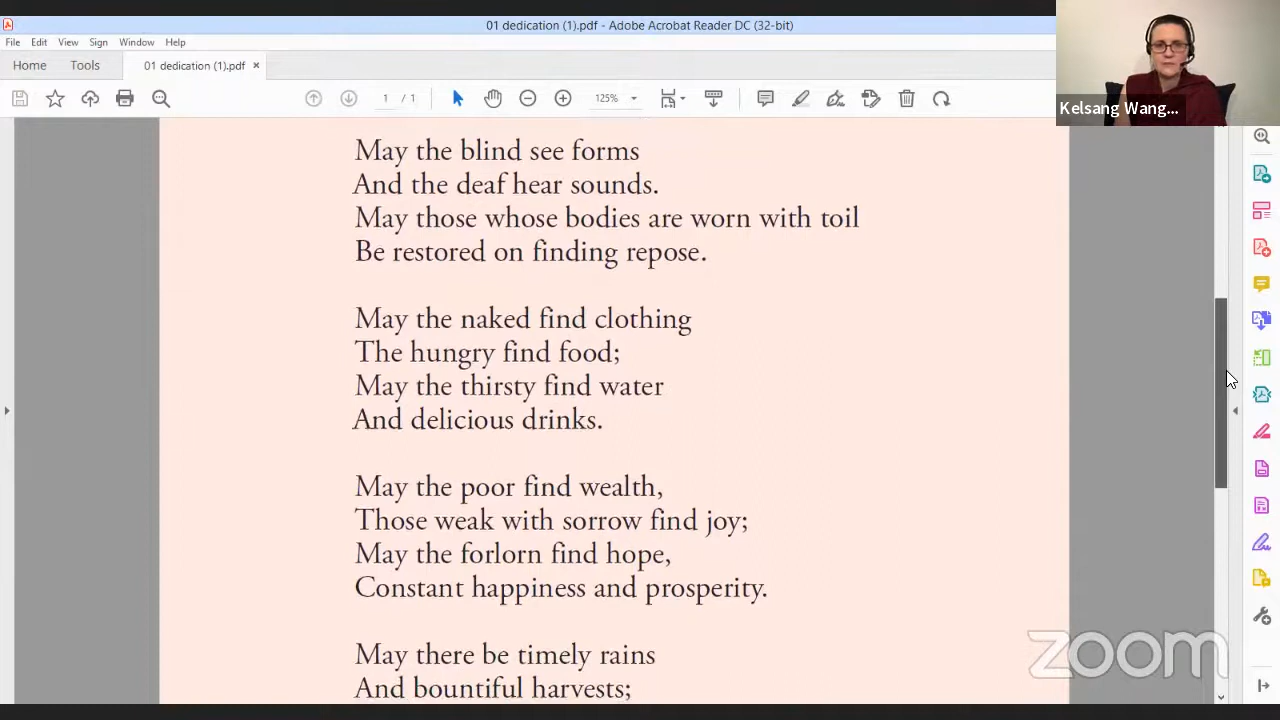 01 dedication (1).pdf - Adobe Acrobat Reader DC (32-bit)
File Edit View Sign Window Help
Home Tools 01 dedication (1).pdf ×
1 / 1 125%
Kelsang Wang...
May the blind see forms
And the deaf hear sounds.
May those whose bodies are worn with toil
Be restored on finding repose.
May the naked find clothing
The hungry find food;
May the thirsty find water
And delicious drinks.
May the poor find wealth,
Those weak with sorrow find joy;
May the forlorn find hope,
Constant happiness and prosperity.
May there be timely rains
And bountiful harvests;
zoom